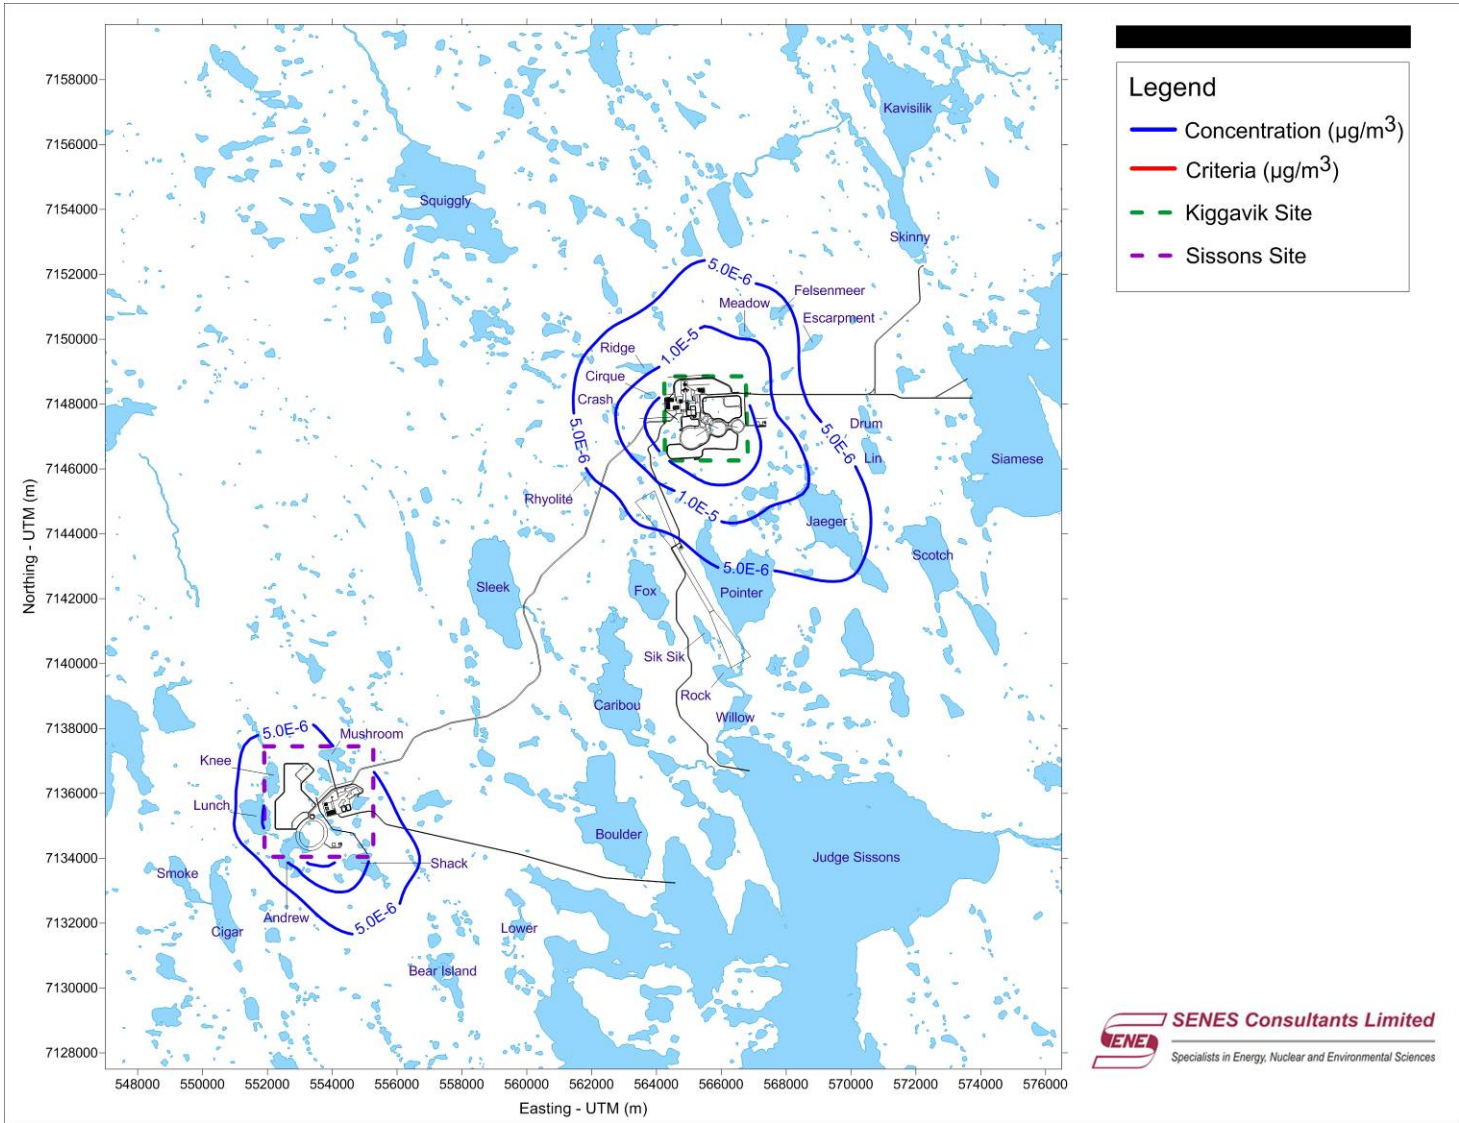 Legend
Concentration (µg/m³)
Criteria (µg/m³)
Kiggavik Site
Sissons Site
7158000
7156000
7154000
7152000
7150000
7148000
7146000
7144000
7142000
7140000
7138000
7136000
7134000
7132000
7130000
7128000
Northing - UTM (m)
548000
550000
552000
554000
556000
558000
560000
562000
564000
566000
568000
570000
572000
574000
576000
Easting - UTM (m)
Kavisilik
Squiggly
Skinny
5.0E-6
Felsenmeer
Meadow
Escarpment
Ridge
1.0E-5
Cirque
Crash
5.0E-6
5.0E-6
Drum
Lin
Siamese
Rhyolité
1.0E-5
Jaeger
Scotch
5.0E-6
Sleek
Fox
Pointer
Sik Sik
Rock
Caribou
Willow
5.0E-6
Mushroom
Knee
Lunch
Boulder
Judge Sissons
Shack
Smoke
Andrew
5.0E-6
Cigar
Lower
Bear Island
SENES
SENES Consultants Limited
Specialists in Energy, Nuclear and Environmental Sciences